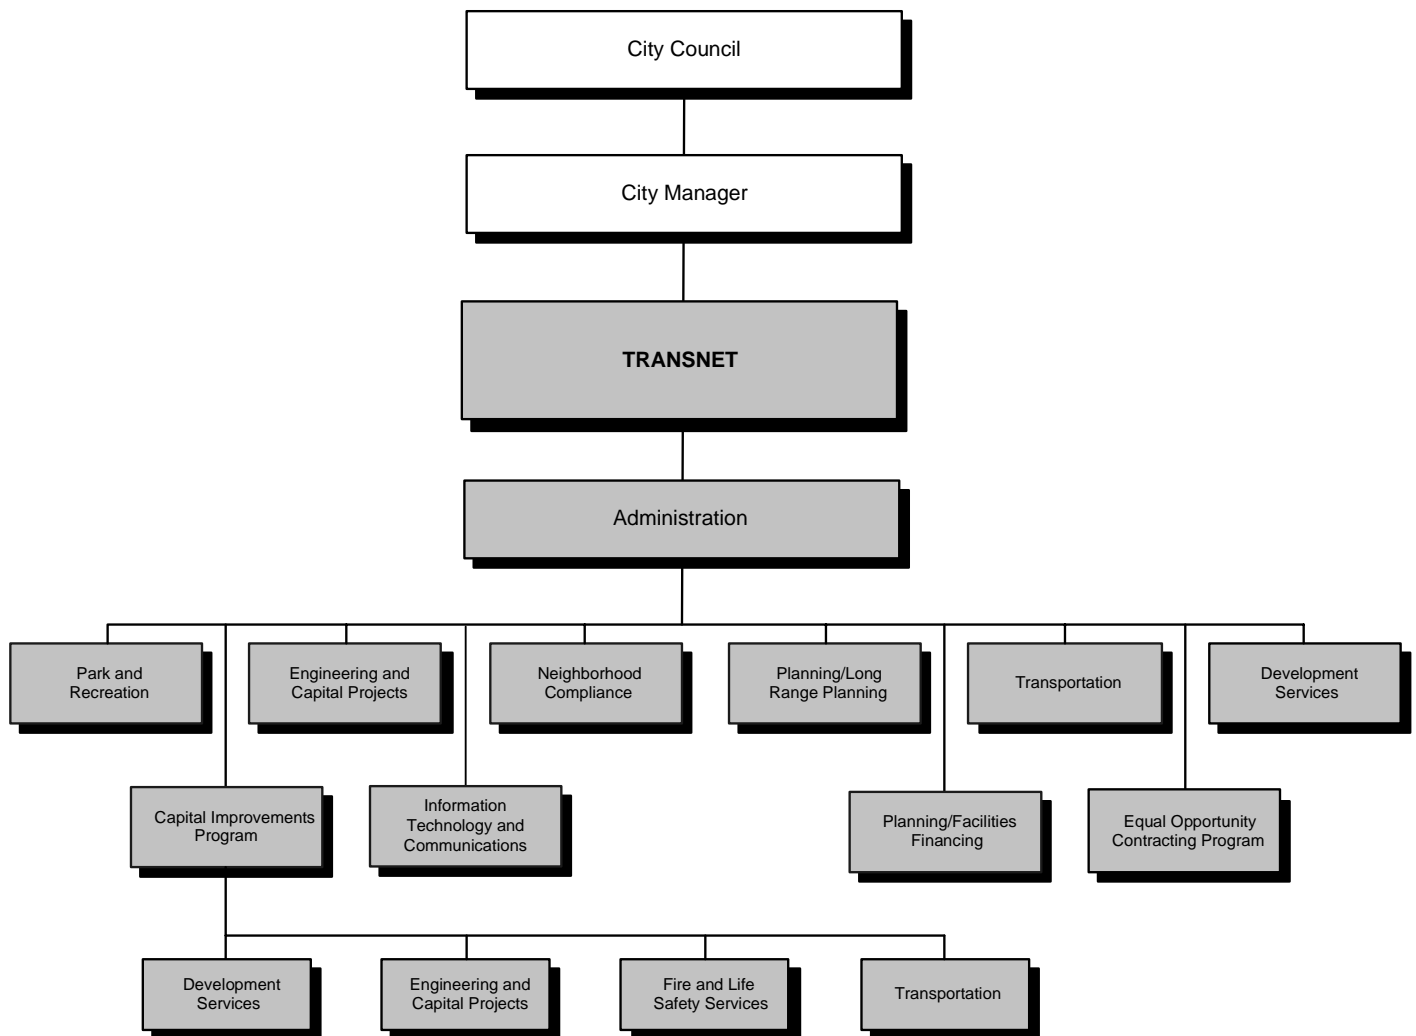 City Council
City Manager
TRANSNET
Administration
Park and
Recreation
Engineering and
Capital Projects
Neighborhood
Compliance
Planning/Long
Range Planning
Transportation
Development
Services
Capital Improvements
Program
Information
Technology and
Communications
Planning/Facilities
Financing
Equal Opportunity
Contracting Program
Development
Services
Engineering and
Capital Projects
Fire and Life
Safety Services
Transportation